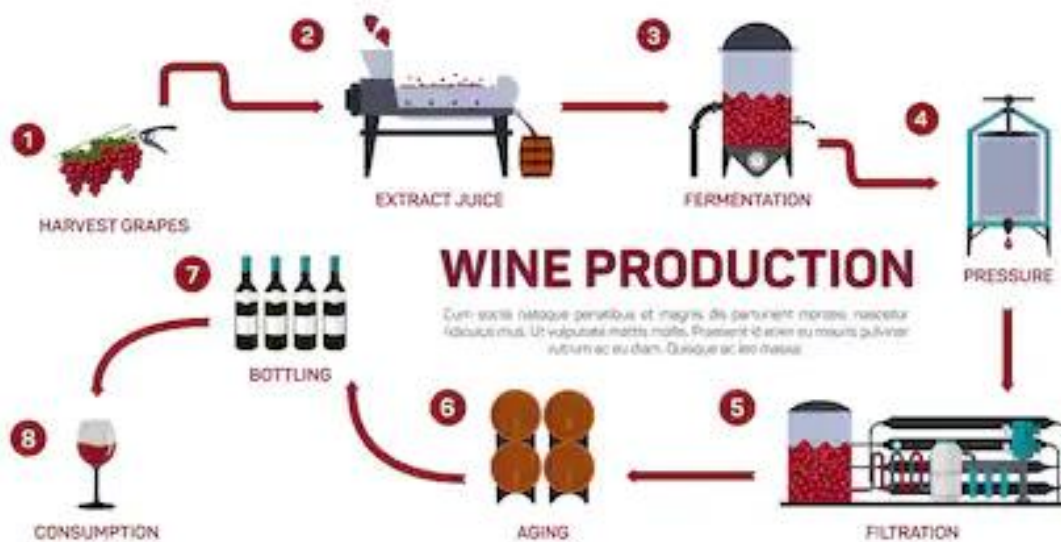 1
HARVEST GRAPES
2
EXTRACT JUICE
3
FERMENTATION
4
PRESSURE
WINE PRODUCTION
Cum sociis natoque penatibus et magnis dis parturient montes, nascetur
ridiculus mus. Ut vulputate mattis mollis. Praesent id enim eu mauris pulvinar
rutrum ac eu diam. Quisque ac leo massa
5
FILTRATION
6
AGING
7
BOTTLING
8
CONSUMPTION